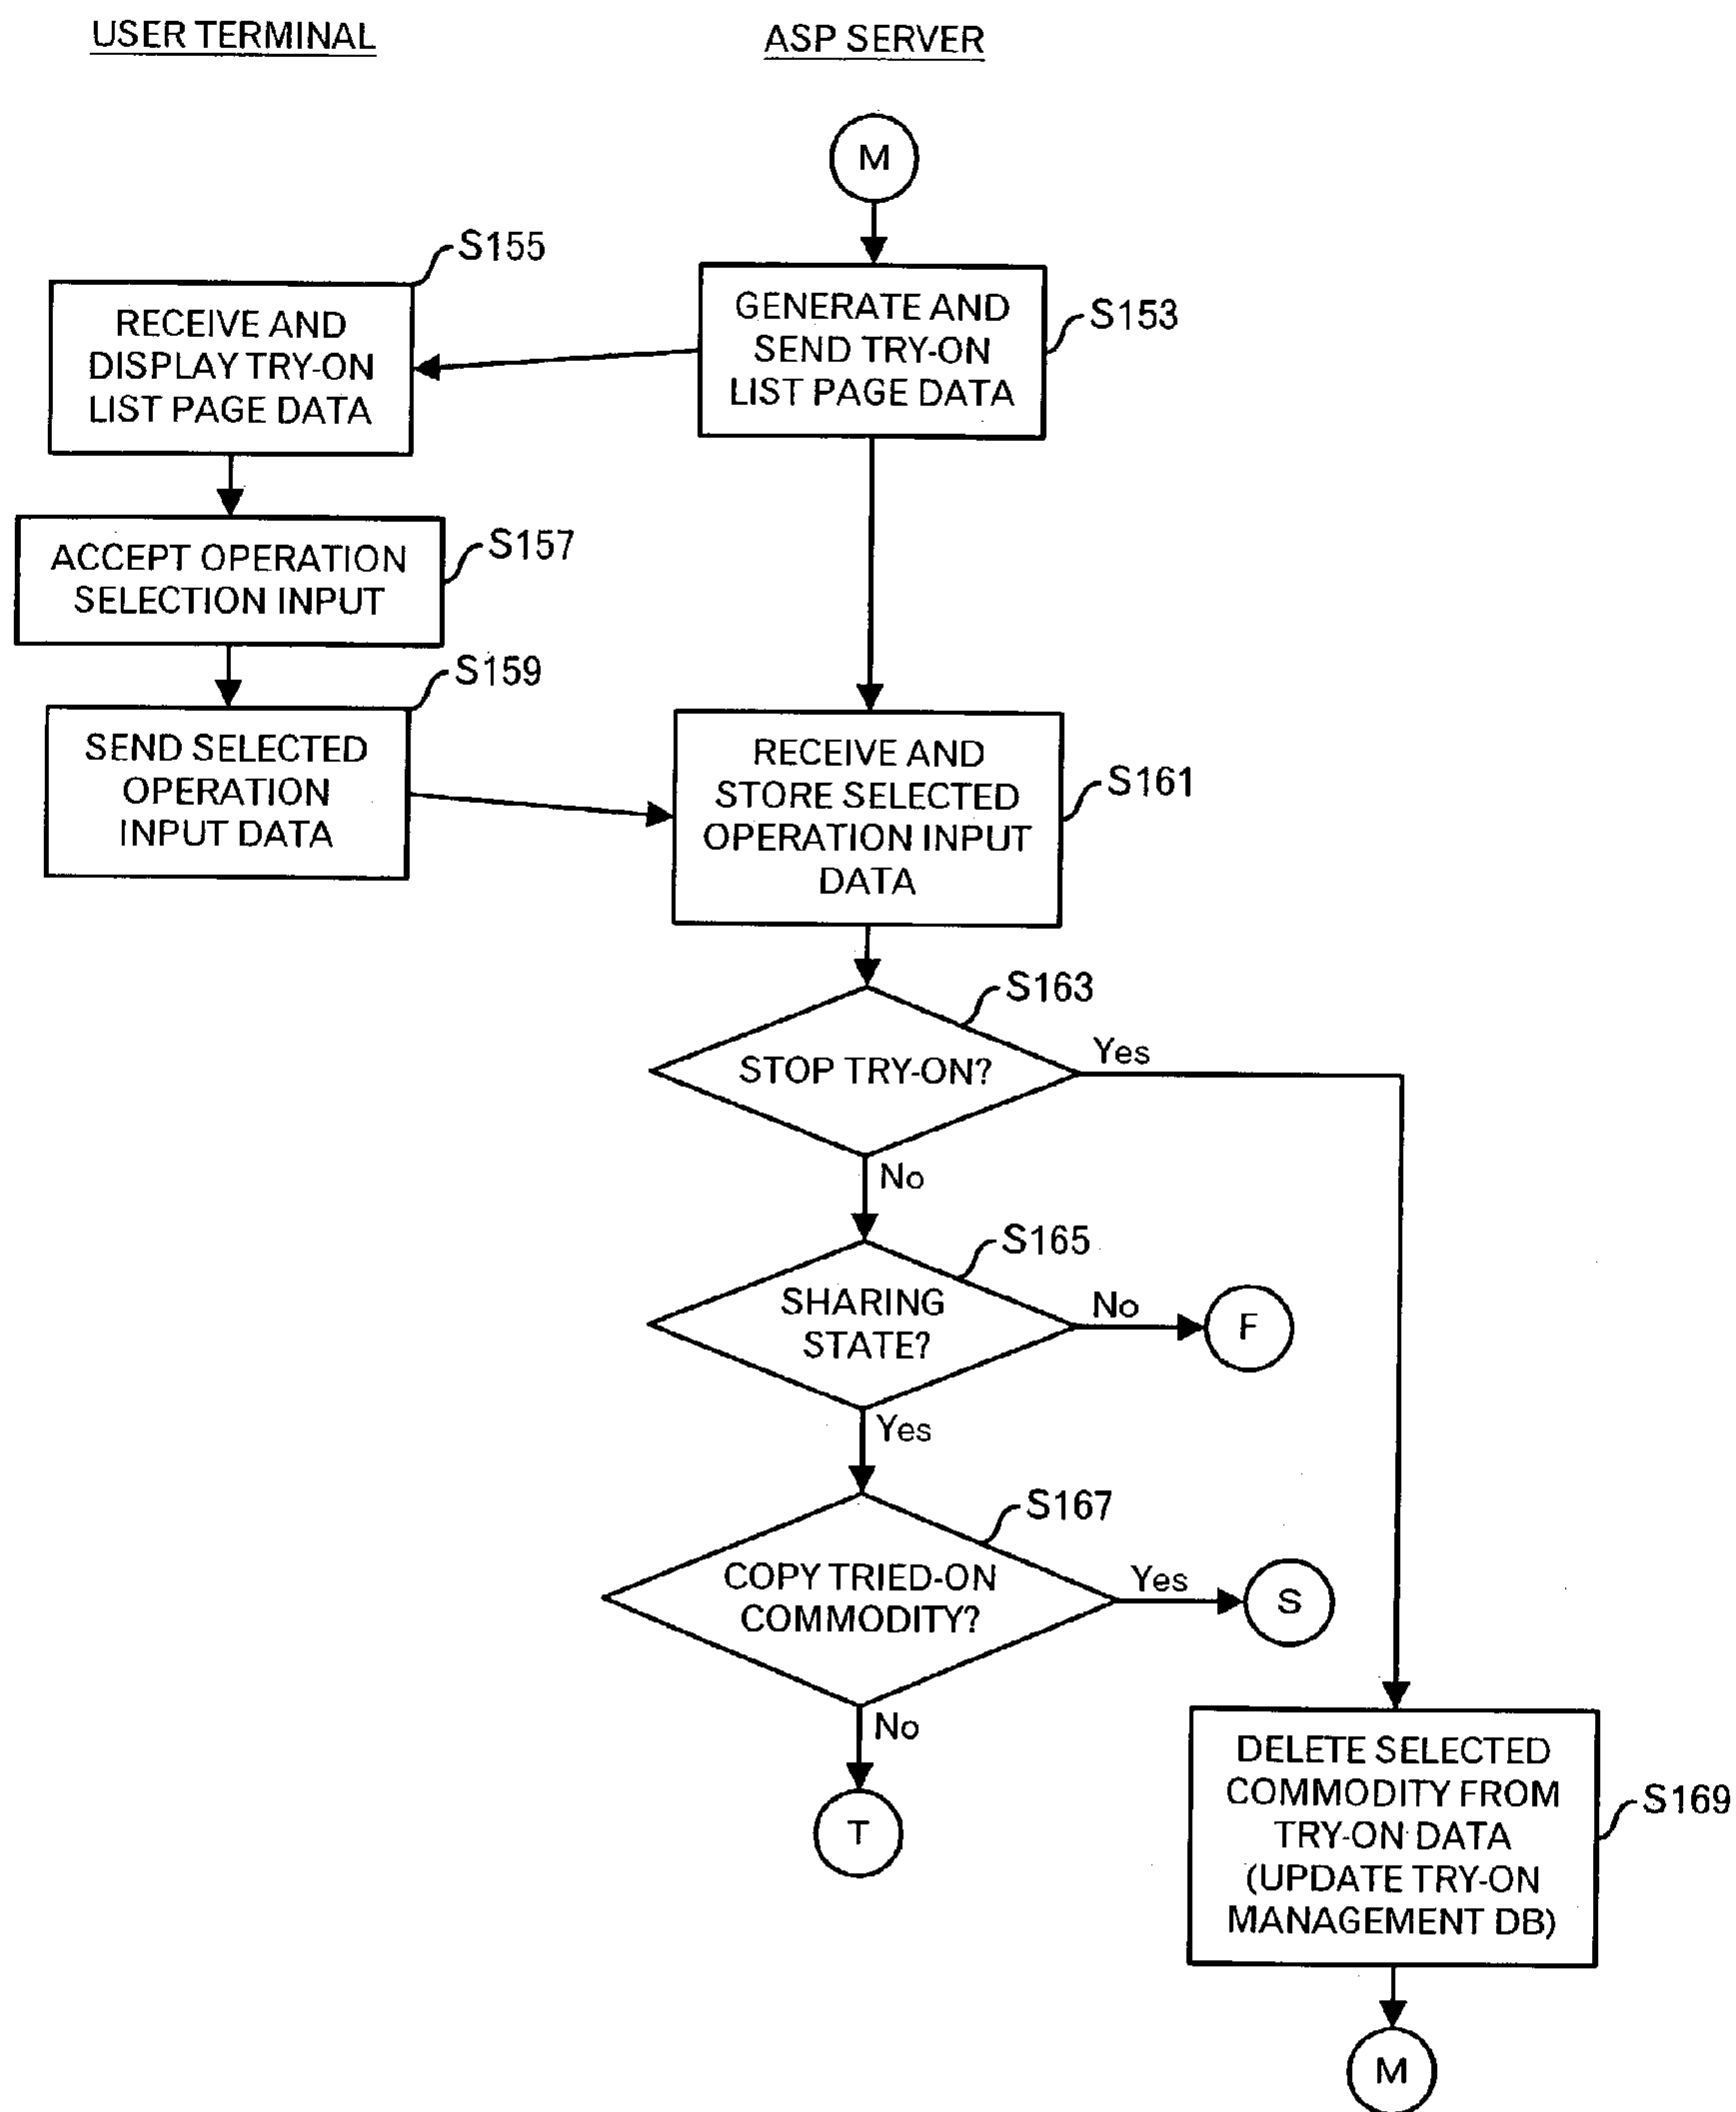 USER TERMINAL
ASP SERVER
M
S155
RECEIVE AND
DISPLAY TRY-ON
LIST PAGE DATA
GENERATE AND
SEND TRY-ON
LIST PAGE DATA
S153
ACCEPT OPERATION
SELECTION INPUT
S157
S159
SEND SELECTED
OPERATION
INPUT DATA
RECEIVE AND
STORE SELECTED
OPERATION INPUT
DATA
S161
S163
STOP TRY-ON?
Yes
No
S165
SHARING
STATE?
No
F
Yes
S167
COPY TRIED-ON
COMMODITY?
Yes
S
No
T
DELETE SELECTED
COMMODITY FROM
TRY-ON DATA
(UPDATE TRY-ON
MANAGEMENT DB)
S169
M